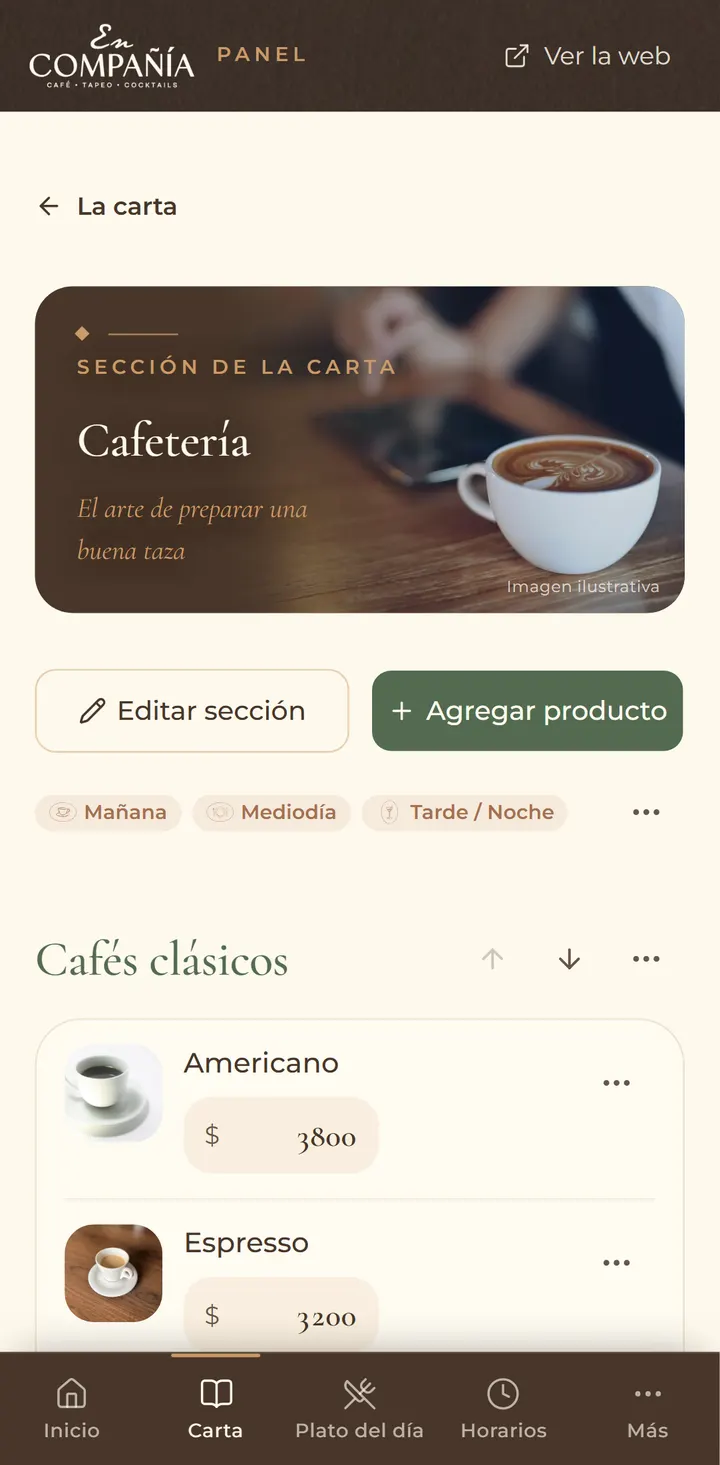 En
COMPAÑÍA
CAFÉ • TAPEO • COCKTAILS
PANEL
Ver la web
La carta
SECCIÓN DE LA CARTA
Cafetería
El arte de preparar una
buena taza
Imagen ilustrativa
Editar sección
+ Agregar producto
Mañana
Mediodía
Tarde / Noche
Cafés clásicos
Americano
$ 3800
Espresso
$ 3200
Inicio
Carta
Plato del día
Horarios
Más